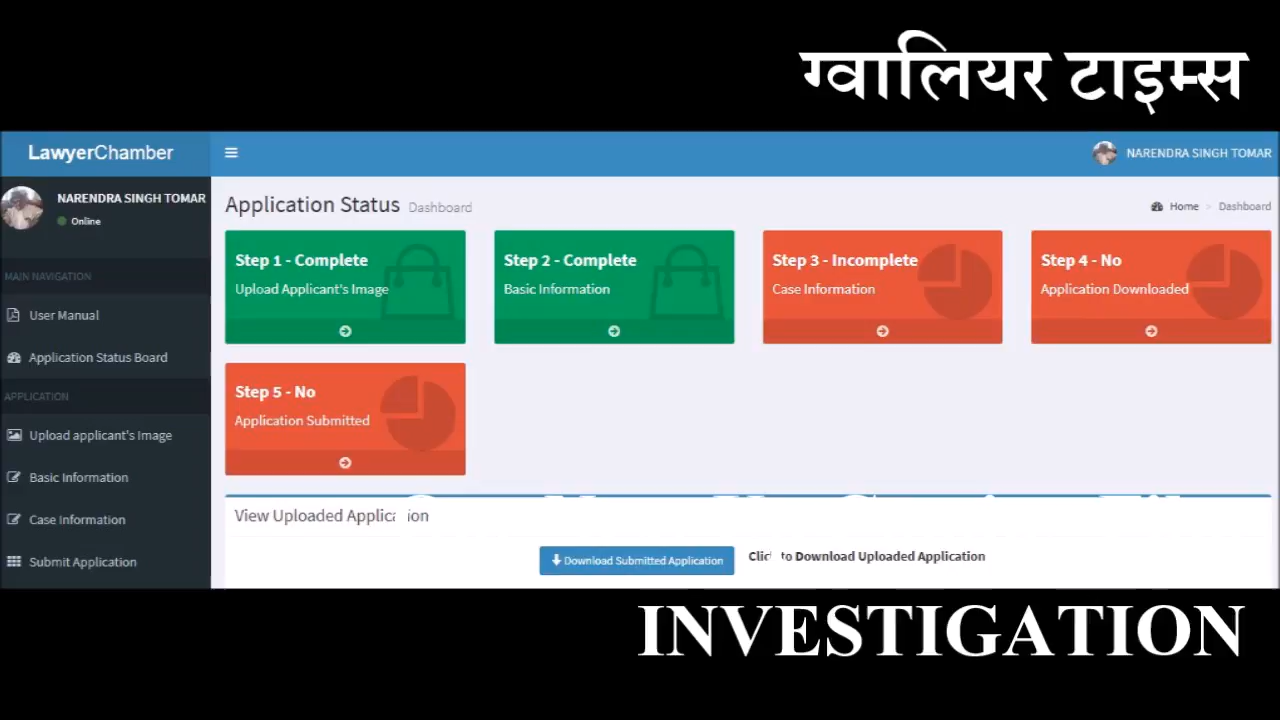 ग्वालियर टाइम्स
LawyerChamber
NARENDRA SINGH TOMAR
NARENDRA SINGH TOMAR
Online
Application Status Dashboard
Home > Dashboard
MAIN NAVIGATION
User Manual
Application Status Board
APPLICATION
Upload applicant's Image
Basic Information
Case Information
Submit Application
Step 1 - Complete
Upload Applicant's Image
Step 2 - Complete
Basic Information
Step 3 - Incomplete
Case Information
Step 4 - No
Application Downloaded
Step 5 - No
Application Submitted
View Uploaded Application
Download Submitted Application
Click to Download Uploaded Application
INVESTIGATION